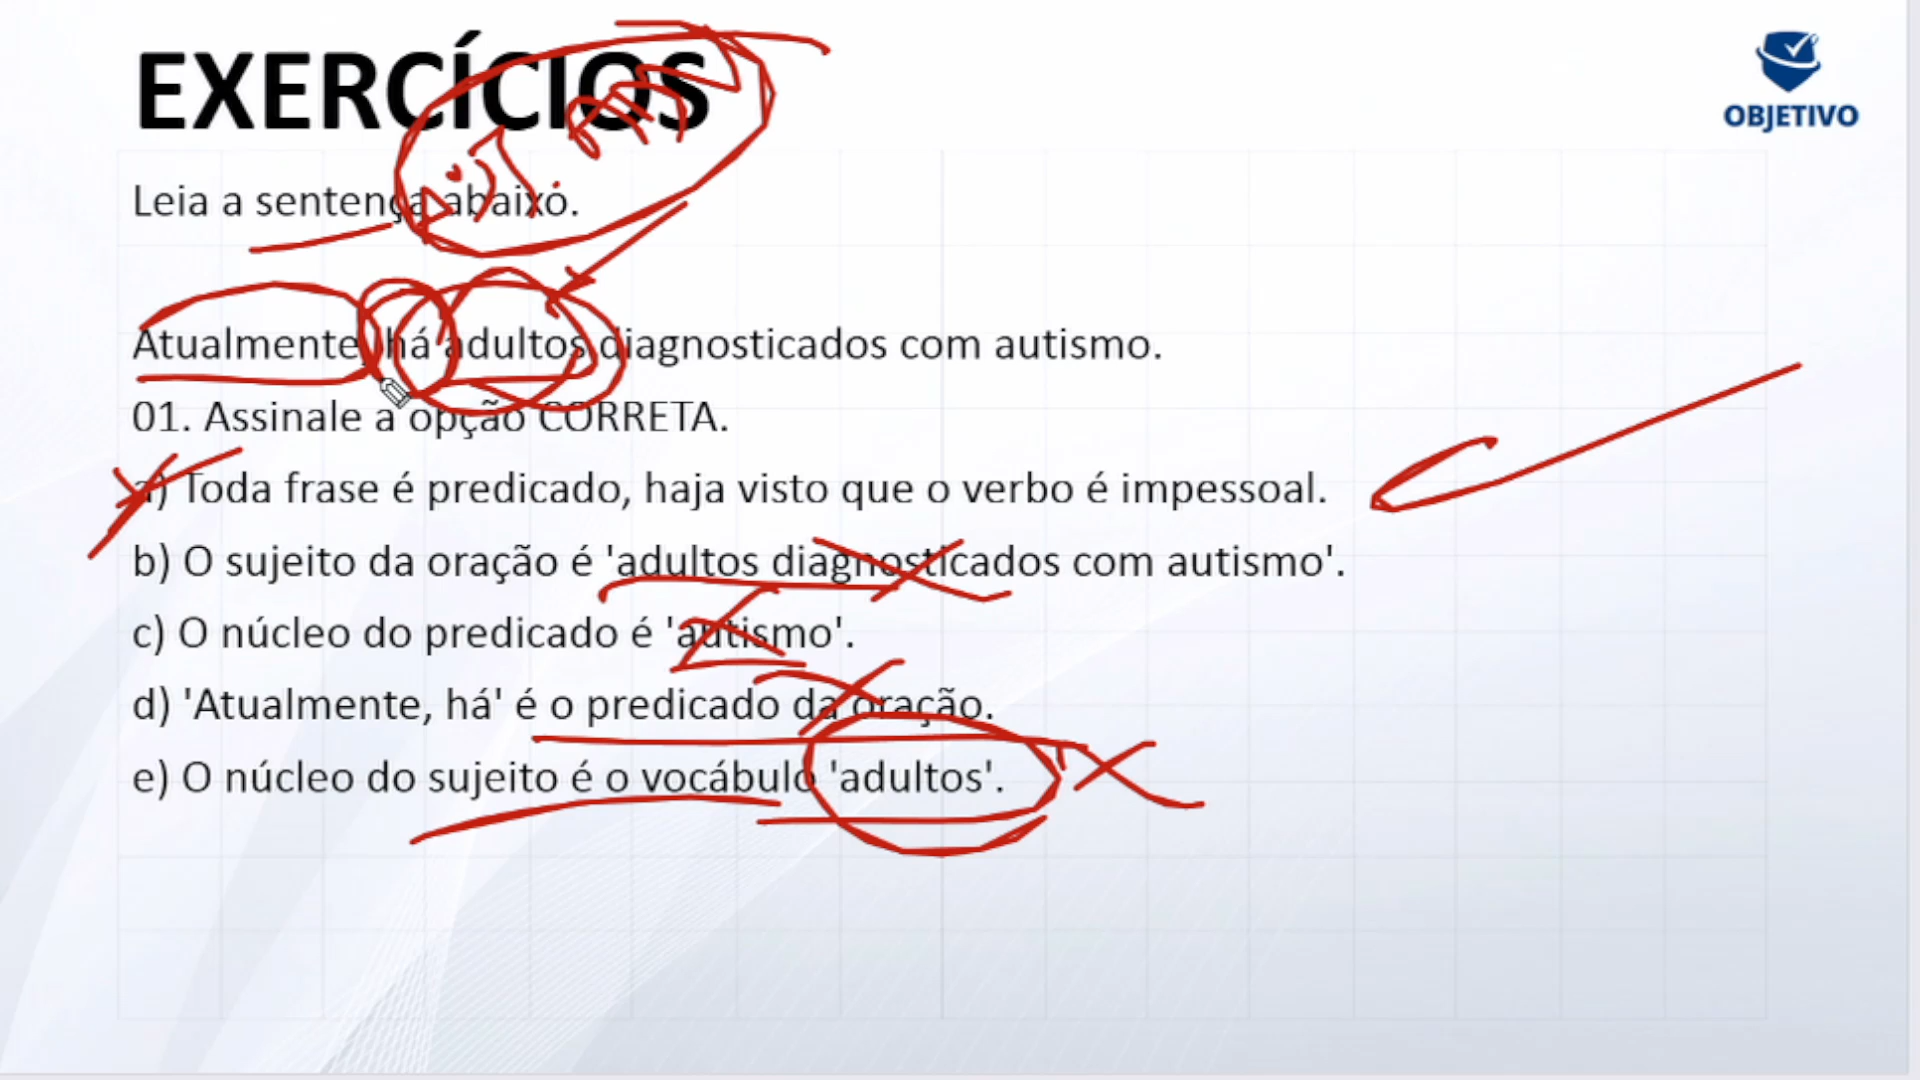 EXERCÍCIOS
OBJETIVO
Leia a sentença abaixo.
Atualmente, há adultos diagnosticados com autismo.
01. Assinale a opção CORRETA.
a) Toda frase é predicado, haja visto que o verbo é impessoal.
b) O sujeito da oração é 'adultos diagnosticados com autismo'.
c) O núcleo do predicado é 'autismo'.
d) 'Atualmente, há' é o predicado da oração.
e) O núcleo do sujeito é o vocábulo 'adultos'.